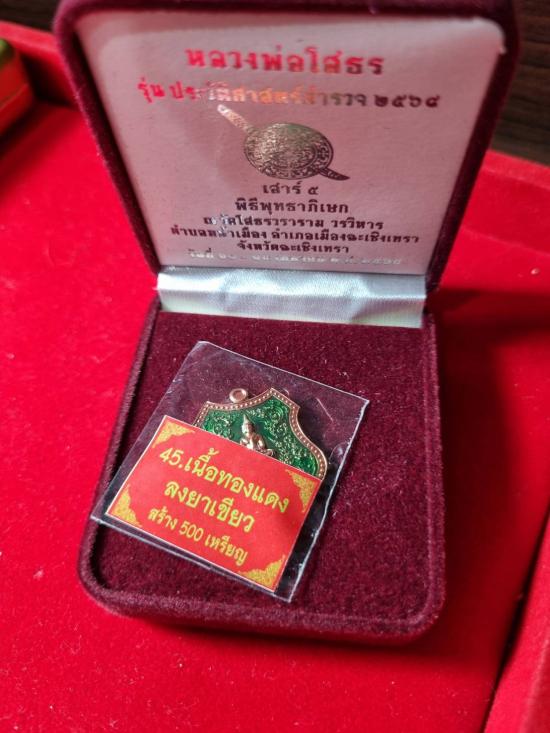 หลวงพ่อโสธร
รุ่น ประวัติศาสตร์ตำรวจ ๒๕๖๘
เสาร์ ๕
พิธีพุทธาภิเษก
ณ วัดโสธรวราราม วรวิหาร
ตำบลหน้าเมือง อำเภอเมืองฉะเชิงเทรา
จังหวัดฉะเชิงเทรา
วันที่
45.เนื้อทองแดง
ลงยาเขียว
สร้าง 500 เหรียญ